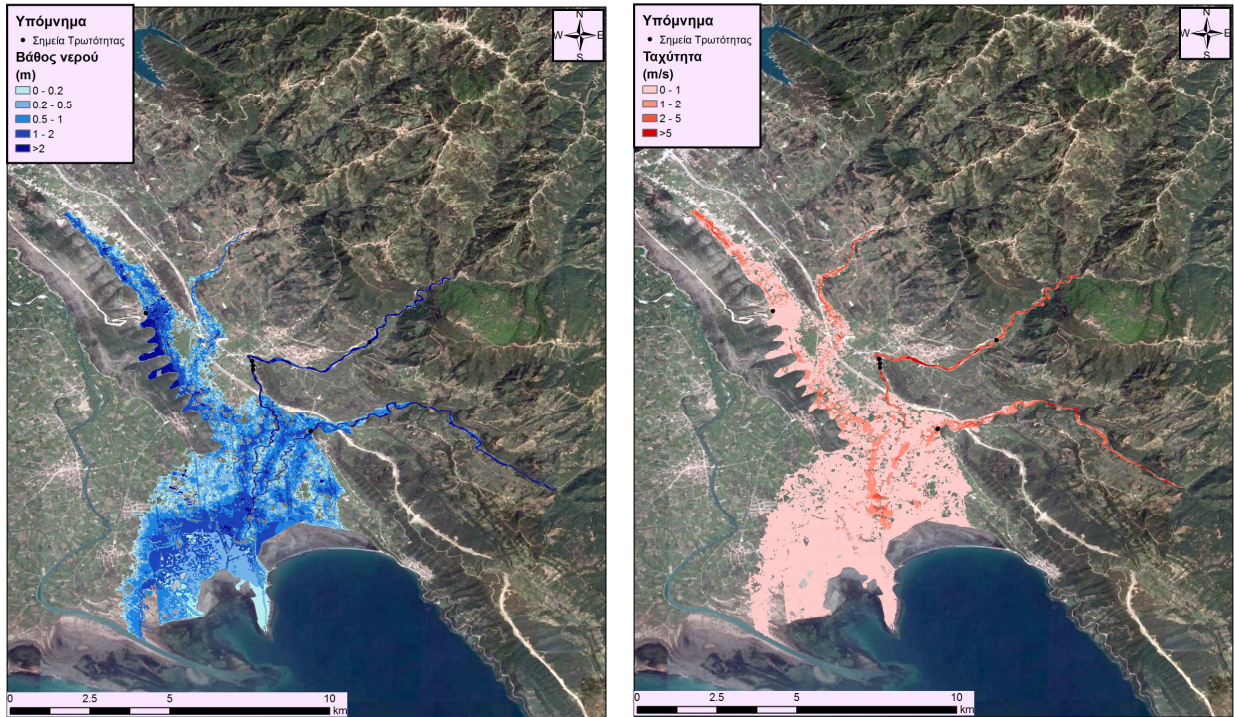 Υπόμνημα
Σημεία Τρωτότητας
Βάθος νερού
(m)
0 - 0.2
0.2 - 0.5
0.5 - 1
1 - 2
>2
N
W E
S
0 2.5 5 10
km
Υπόμνημα
Σημεία Τρωτότητας
Ταχύτητα
(m/s)
0 - 1
1 - 2
2 - 5
>5
N
W E
S
0 2.5 5 10
km